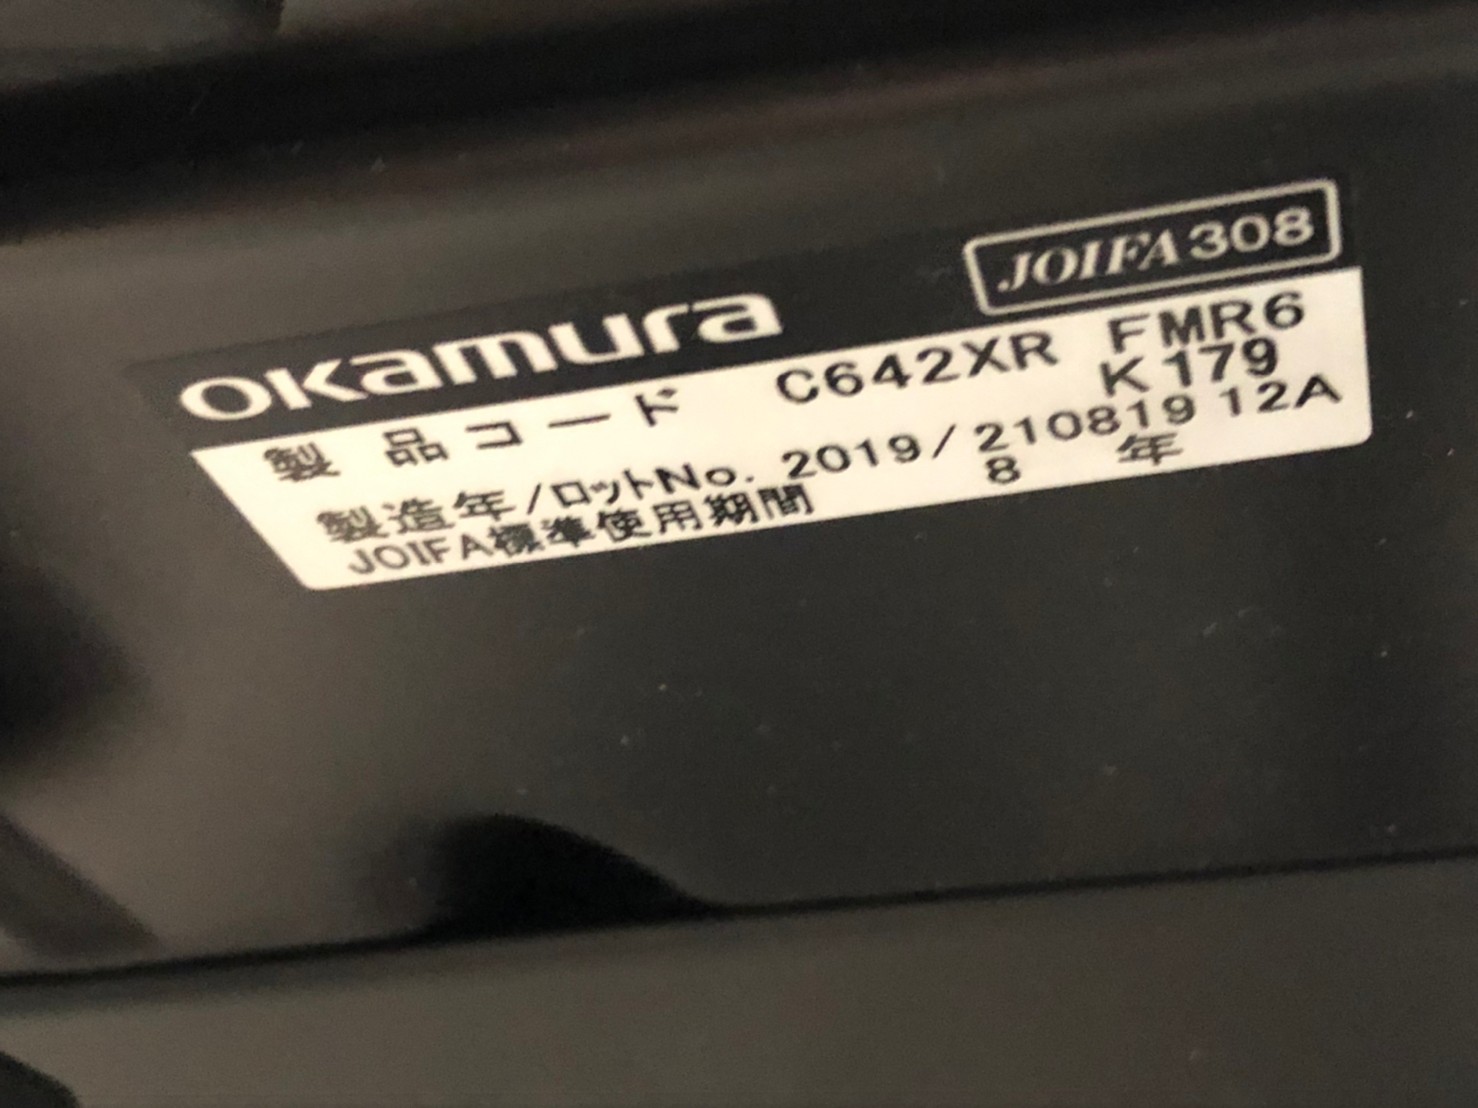 okamura
JOIFA308
製品コード C642XR FMR6
K179
製造年/ロットNo. 2019/210819 12A
JOIFA標準使用期間 8 年